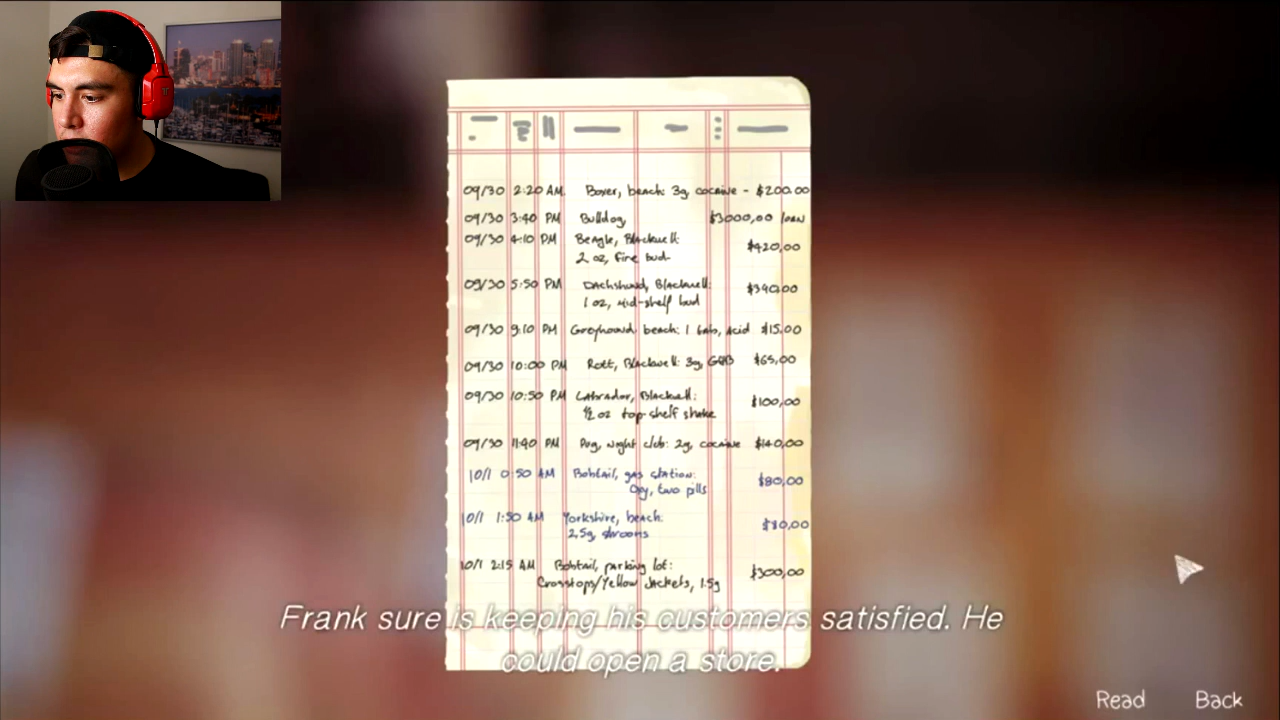 09/30 2:20 AM Boxer, beach: 3g, cocaine - $200.00
09/30 3:40 PM Bulldog $3000,00 loan
09/30 4:10 PM Beagle, Blackwell: $420,00
2 oz, fire bud
09/30 5:50 PM Dachshund, Blackwell: $340,00
1 oz, mid-shelf bud
09/30 9:10 PM Greyhound, beach: 1 tab, acid $15.00
09/30 10:00 PM Rott, Blackwell: 3g, GHB $65,00
09/30 10:50 PM Labrador, Blackwell: $100,00
1/2 oz top-shelf shake
09/30 11:40 PM Pug, night club: 2g, cocaine $140,00
10/1 0:50 AM Bobtail, gas station: $80,00
Oxy, two pills
10/1 1:50 AM Yorkshire, beach:
2,5g, shrooms
10/1 2:15 AM Bobtail, parking lot: $300,00
Crosstops/Yellow Jackets, 1.5g
Frank sure is keeping his customers satisfied. He
could open a store.
Read Back